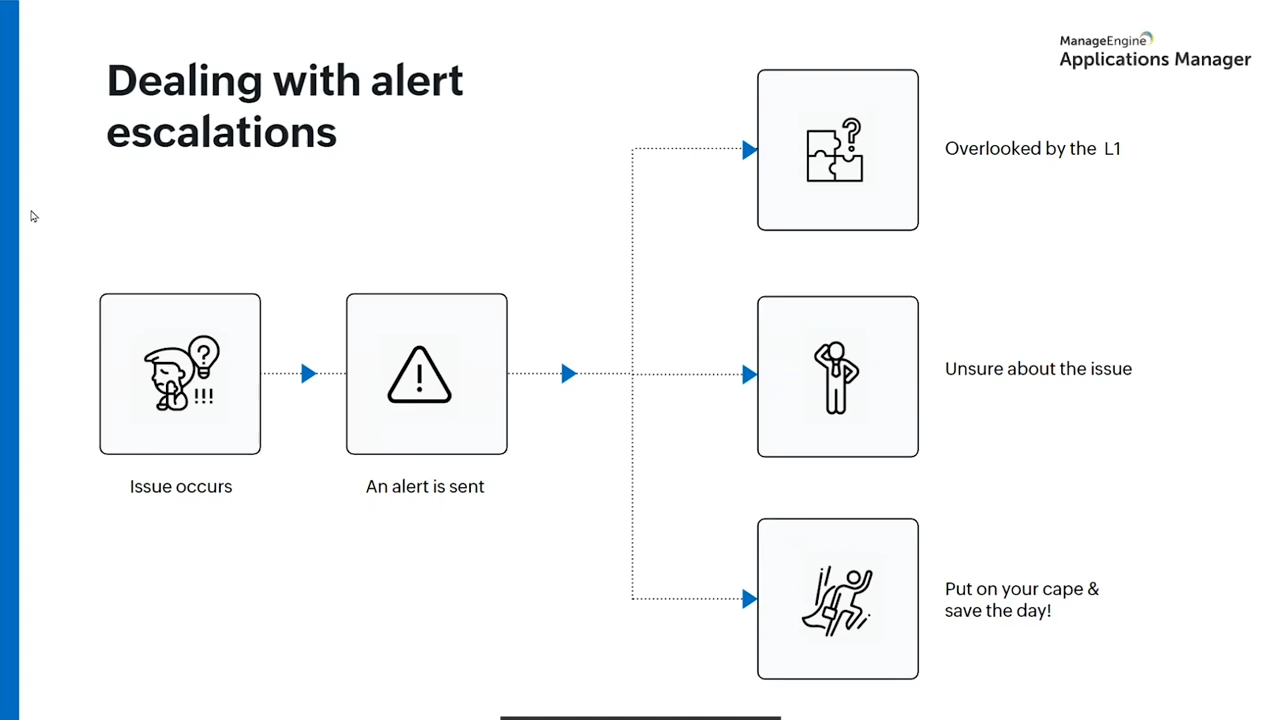 Dealing with alert
escalations
ManageEngine
Applications Manager
Overlooked by the L1
?
Unsure about the issue
?
!!!
!
Issue occurs
An alert is sent
Put on your cape &
save the day!